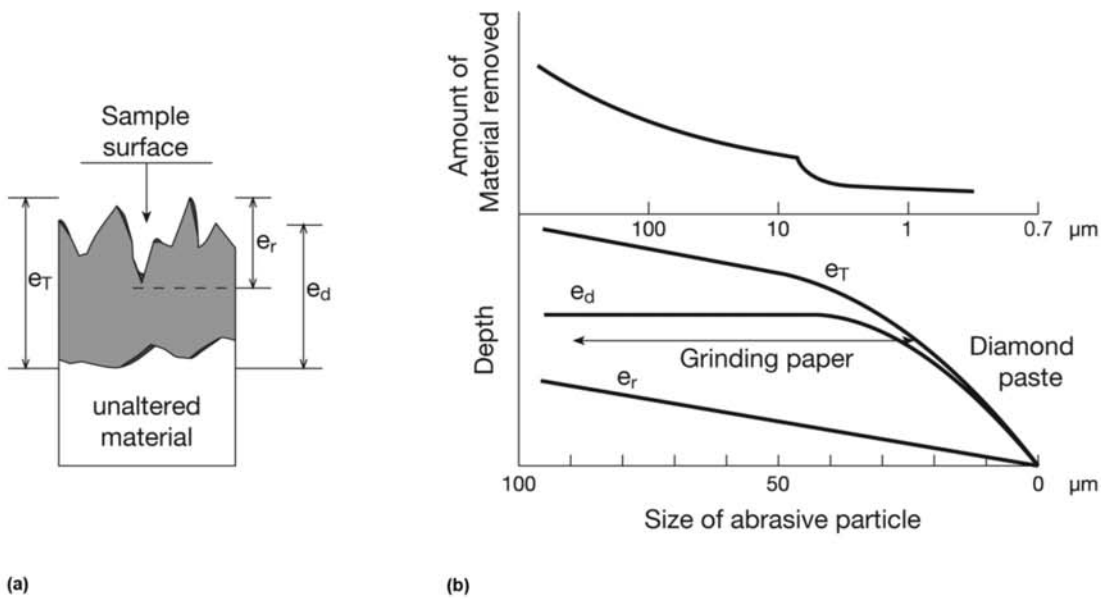 Sample
surface
eT
er
ed
unaltered
material
(a)
Amount of
Material removed
100
10
1
0.7
µm
Depth
eT
ed
Grinding paper
Diamond
paste
er
100
50
0
µm
Size of abrasive particle
(b)